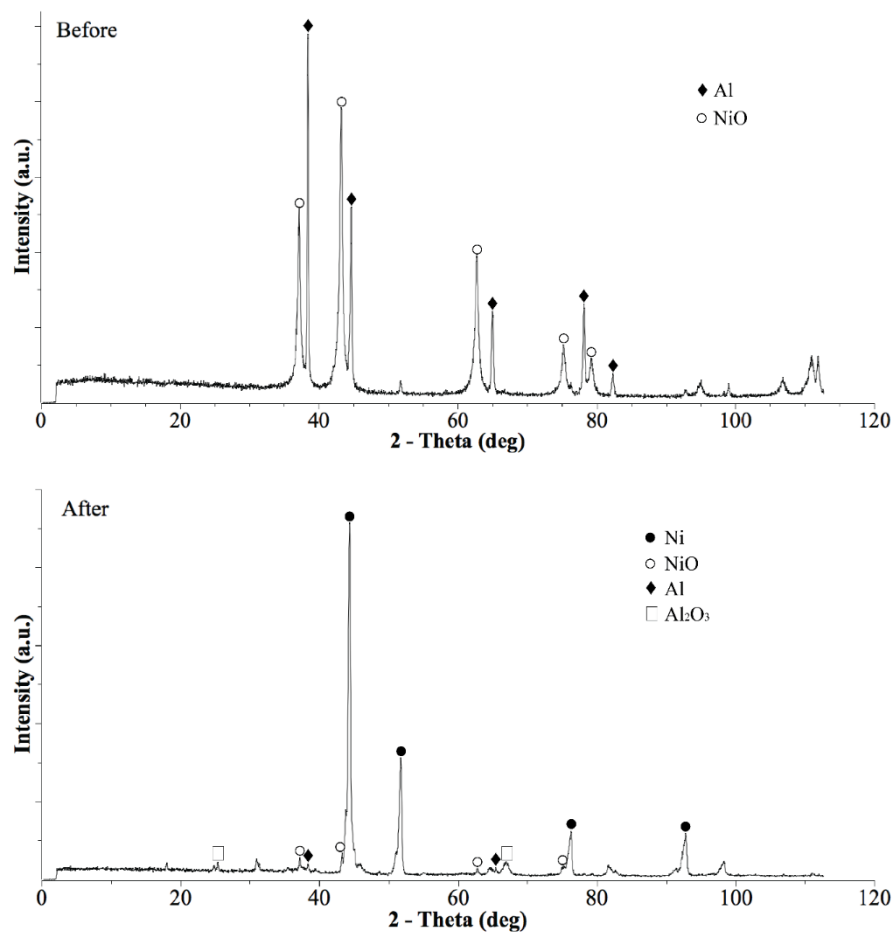 Before
◆ Al
○ NiO
Intensity (a.u.)
0 20 40 60 80 100 120
2 - Theta (deg)
After
● Ni
○ NiO
◆ Al
□ Al₂O₃
Intensity (a.u.)
0 20 40 60 80 100 120
2 - Theta (deg)